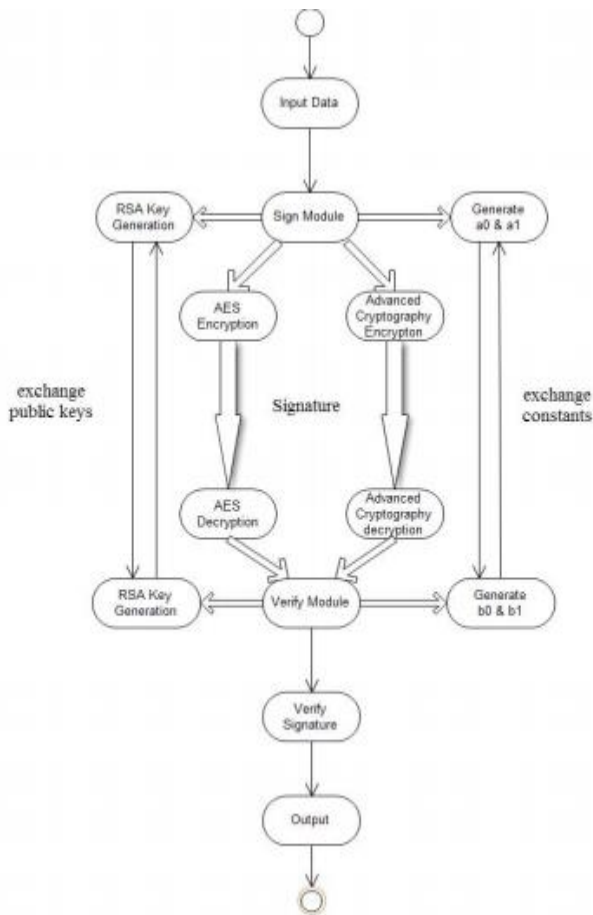 Input Data
RSA Key
Generation
Sign Module
Generate
a0 & a1
AES
Encryption
Advanced
Cryptography
Encrypton
exchange
public keys
Signature
exchange
constants
AES
Decryption
Advanced
Cryptography
decryption
RSA Key
Generation
Verify Module
Generate
b0 & b1
Verify
Signature
Output